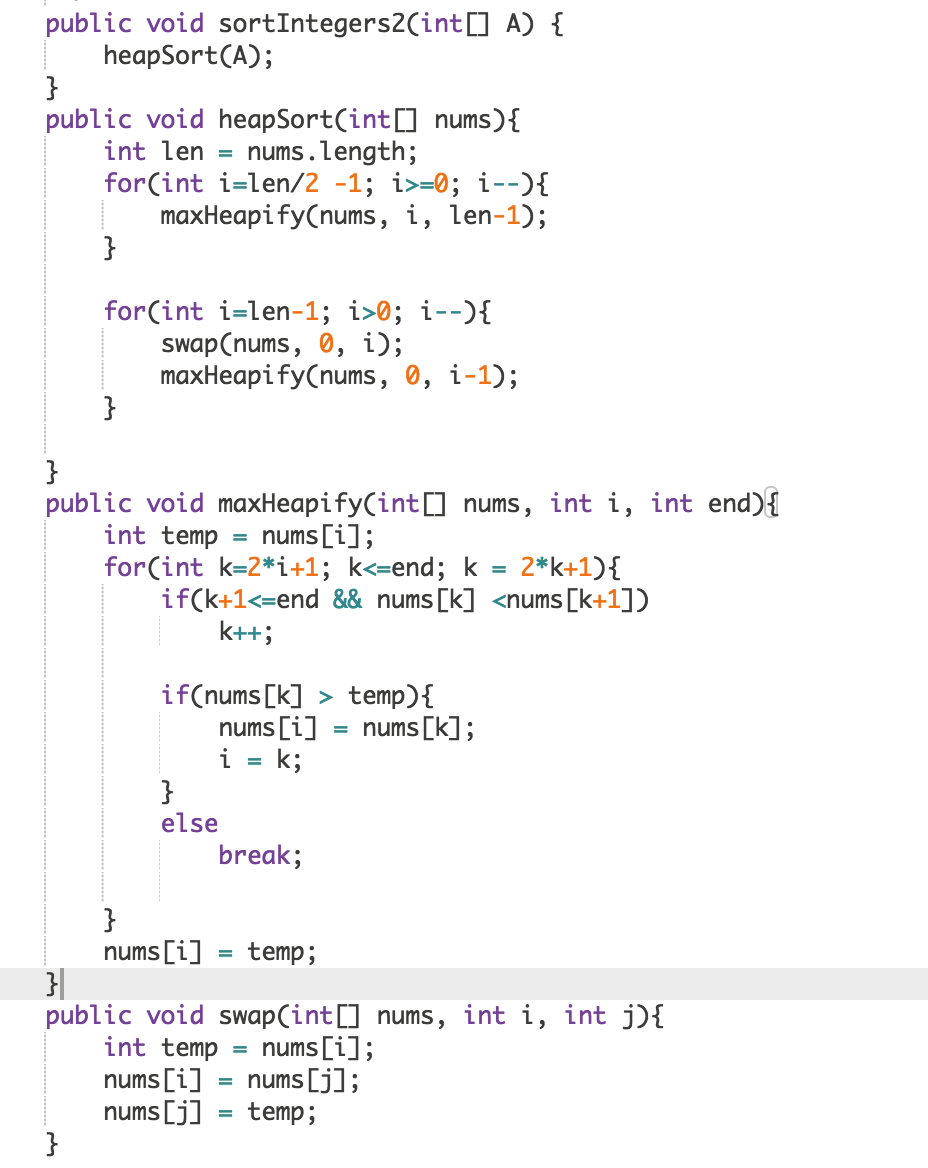 public void sortIntegers2(int[] A) {
    heapSort(A);
}
public void heapSort(int[] nums){
    int len = nums.length;
    for(int i=len/2 -1; i>=0; i--){
        maxHeapify(nums, i, len-1);
    }

    for(int i=len-1; i>0; i--){
        swap(nums, 0, i);
        maxHeapify(nums, 0, i-1);
    }

}
public void maxHeapify(int[] nums, int i, int end){
    int temp = nums[i];
    for(int k=2*i+1; k<=end; k = 2*k+1){
        if(k+1<=end && nums[k] <nums[k+1])
            k++;

        if(nums[k] > temp){
            nums[i] = nums[k];
            i = k;
        }
        else
            break;

    }
    nums[i] = temp;
}
public void swap(int[] nums, int i, int j){
    int temp = nums[i];
    nums[i] = nums[j];
    nums[j] = temp;
}